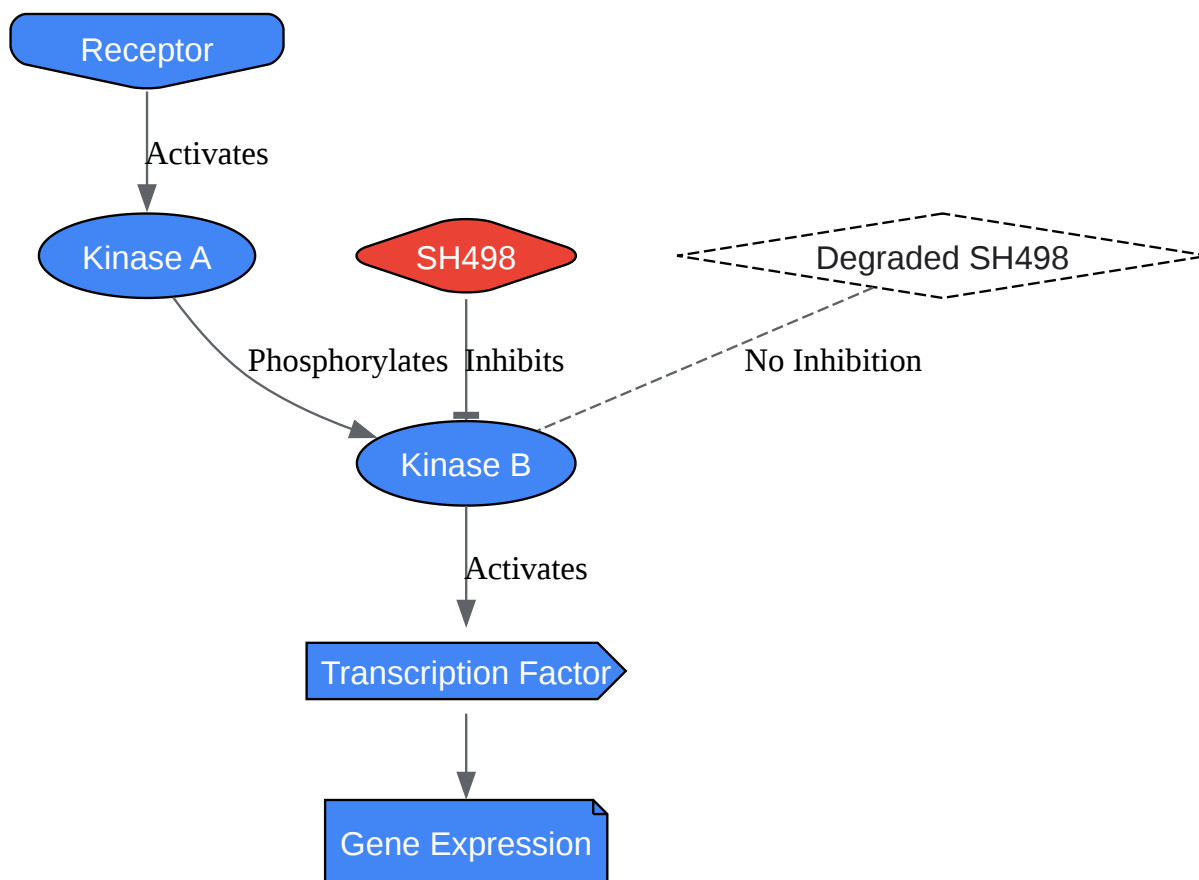 Receptor
Activates
Kinase A
SH498
Degraded SH498
Phosphorylates
Inhibits
No Inhibition
Kinase B
Activates
Transcription Factor
Gene Expression